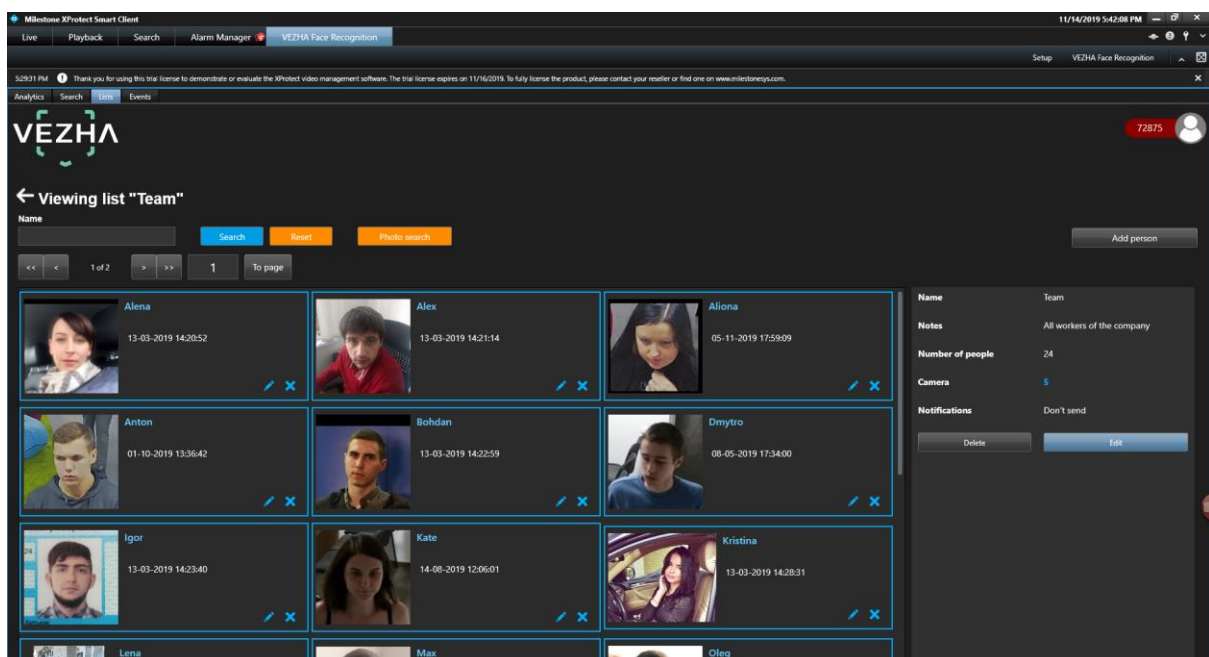 Milestone XProtect Smart Client
11/14/2019 5:42:08 PM
Live Playback Search Alarm Manager VEZHA Face Recognition
Setup VEZHA Face Recognition
5:29:31 PM Thank you for using this trial license to demonstrate or evaluate the XProtect video management software. The trial license expires on 11/16/2019. To fully license the product, please contact your reseller or find one on www.milestonesys.com.
Analytics Search Lists Events
VEZHA
72875
Viewing list "Team"
Name
Search Reset Photo search
Add person
<< < 1 of 2 > >> 1 To page
Alena
13-03-2019 14:20:52
Alex
13-03-2019 14:21:14
Aliona
05-11-2019 17:59:09
Anton
01-10-2019 13:36:42
Bohdan
13-03-2019 14:22:59
Dmytro
08-05-2019 17:34:00
Igor
13-03-2019 14:23:40
Kate
14-08-2019 12:06:01
Kristina
13-03-2019 14:28:31
Lena
Max
Oleg
Name Team
Notes All workers of the company
Number of people 24
Camera 5
Notifications Don't send
Delete Edit